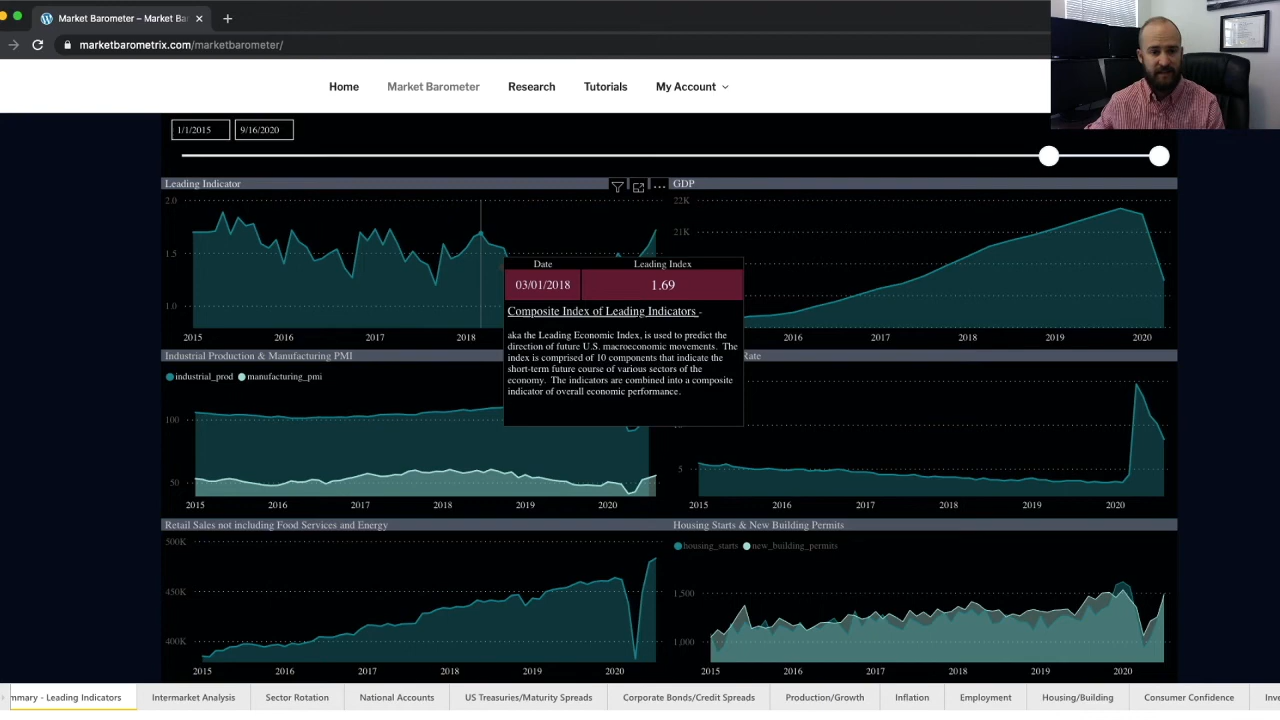 Market Barometer – Market Ba
marketbarometrix.com/marketbarometer/
Home Market Barometer Research Tutorials My Account
1/1/2015 9/16/2020
Leading Indicator
2.0
1.5
1.0
2015 2016 2017 2018
GDP
22K
21K
2016 2017 2018 2019 2020
Date Leading Index
03/01/2018 1.69
Composite Index of Leading Indicators -
aka the Leading Economic Index, is used to predict the
direction of future U.S. macroeconomic movements. The
index is comprised of 10 components that indicate the
short-term future course of various sectors of the
economy. The indicators are combined into a composite
indicator of overall economic performance.
Industrial Production & Manufacturing PMI
industrial_prod manufacturing_pmi
100
50
2015 2016 2017 2018 2019 2020
Rate
5
2015 2016 2017 2018 2019 2020
Retail Sales not including Food Services and Energy
500K
450K
400K
2015 2016 2017 2018 2019 2020
Housing Starts & New Building Permits
housing_starts new_building_permits
1,500
1,000
2015 2016 2017 2018 2019 2020
mmary - Leading Indicators Intermarket Analysis Sector Rotation National Accounts US Treasuries/Maturity Spreads Corporate Bonds/Credit Spreads Production/Growth Inflation Employment Housing/Building Consumer Confidence Inve